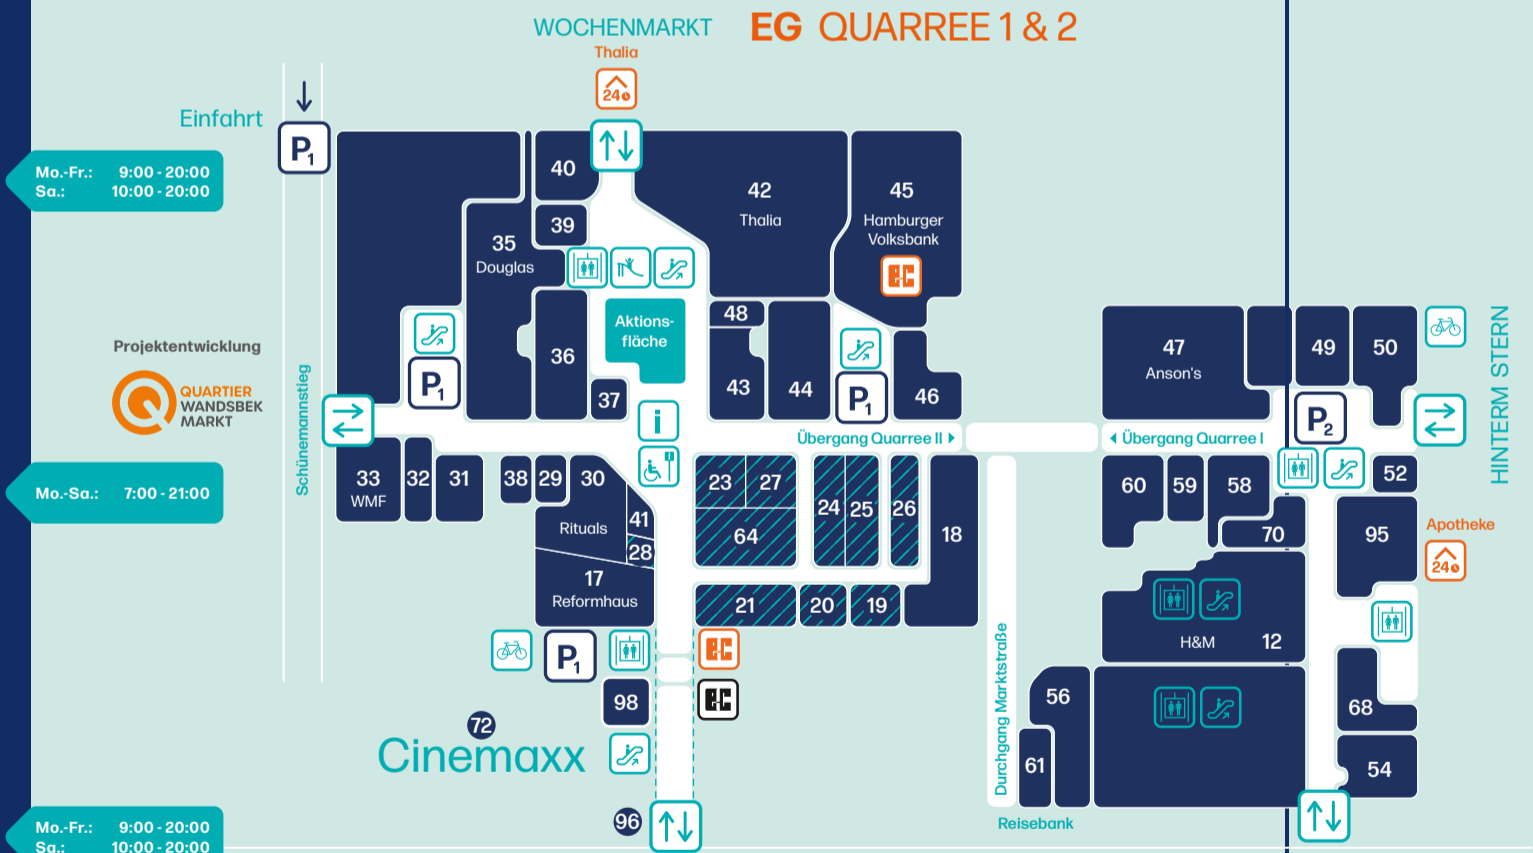 WOCHENMARKT
EG QUARREE 1 & 2
Thalia
24
Einfahrt
P1
Mo.-Fr.: 9:00 - 20:00
Sa.: 10:00 - 20:00
40
39
35
Douglas
42
Thalia
45
Hamburger
Volksbank
EC
Aktions-
fläche
36
37
48
43
44
46
P1
P1
47
Anson's
49
50
HINTERM STERN
Projektentwicklung
QUARTIER
WANDSBEK
MARKT
Schünemannstieg
i
Übergang Quarree II
Übergang Quarree I
P2
Mo.-Sa.: 7:00 - 21:00
33
WMF
32
31
38
29
30
Rituals
41
28
17
Reformhaus
23
27
64
24
25
26
18
21
20
19
60
59
58
70
52
95
Apotheke
24
H&M 12
P1
EC
EC
98
72
Cinemaxx
96
Durchgang Marktstraße
56
61
68
54
Reisebank
Mo.-Fr.: 9:00 - 20:00
Sa.: 10:00 - 20:00